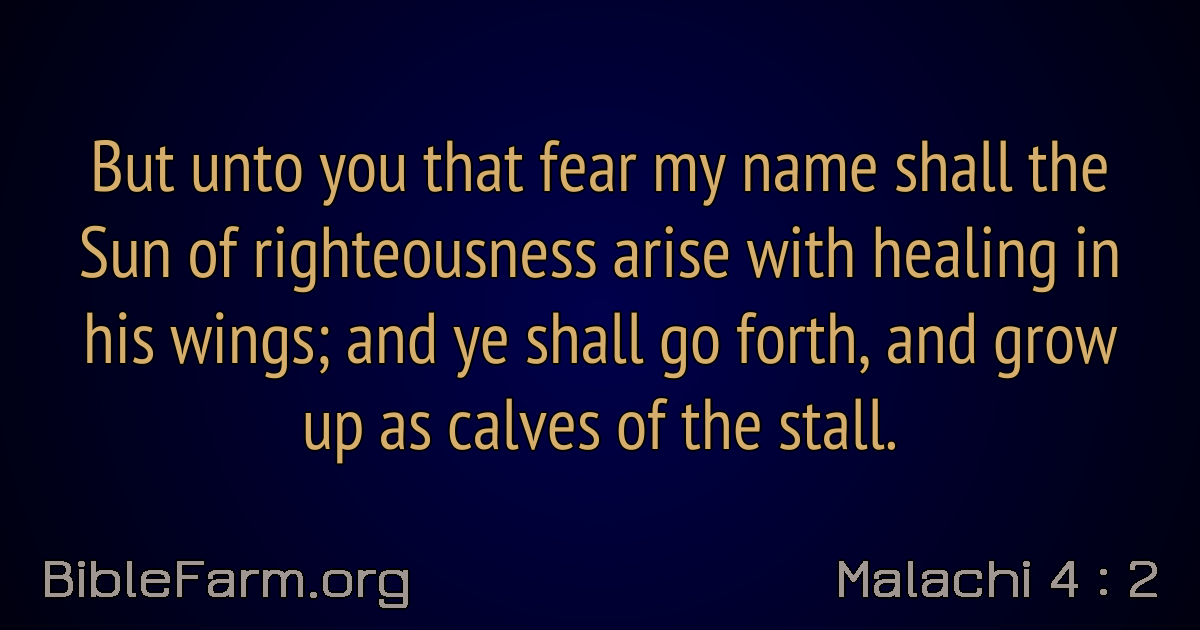 But unto you that fear my name shall the
Sun of righteousness arise with healing in
his wings; and ye shall go forth, and grow
up as calves of the stall.
BibleFarm.org
Malachi 4 : 2